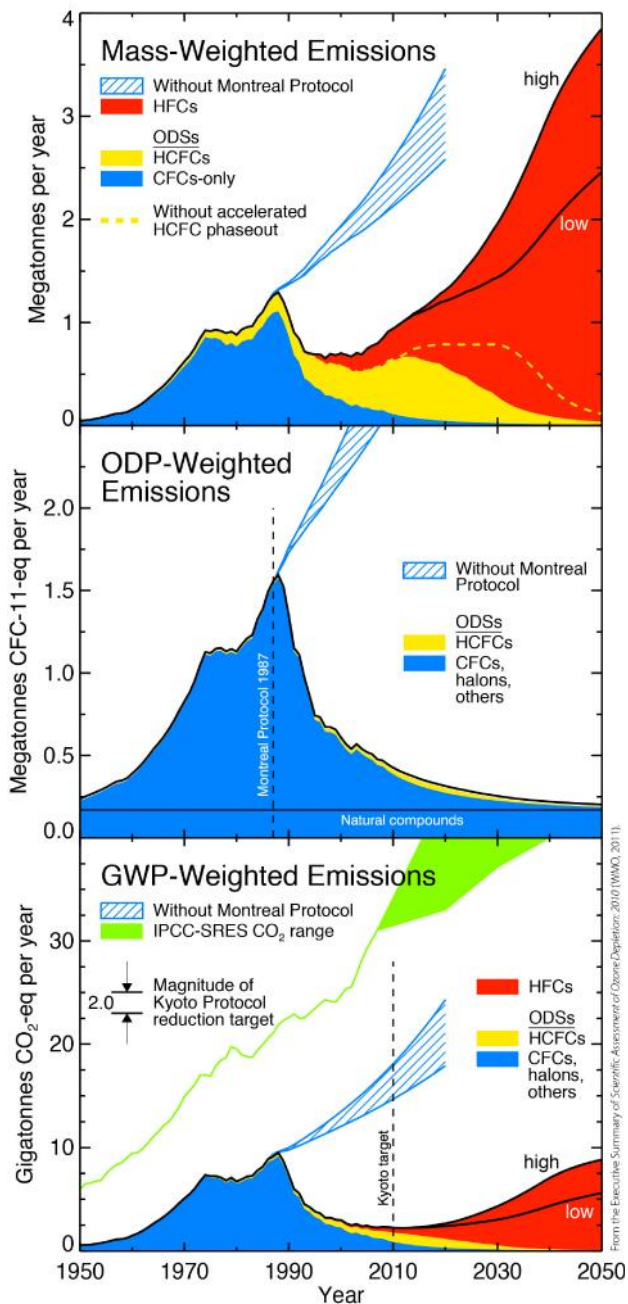 Mass-Weighted Emissions
Without Montreal Protocol
HFCs
ODSs
HCFCs
CFCs-only
Without accelerated
HCFC phaseout
high
low
Megatonnes per year
4
3
2
1
0
ODP-Weighted
Emissions
Without Montreal
Protocol
ODSs
HCFCs
CFCs,
halons,
others
Montreal Protocol 1987
Natural compounds
Megatonnes CFC-11-eq per year
2.0
1.5
1.0
0.5
0.0
GWP-Weighted Emissions
Without Montreal Protocol
IPCC-SRES CO₂ range
2.0
Magnitude of
Kyoto Protocol
reduction target
HFCs
ODSs
HCFCs
CFCs,
halons,
others
Kyoto target
high
low
Gigatonnes CO₂-eq per year
30
20
10
0
1950 1970 1990 2010 2030 2050
Year
From the Executive Summary of Scientific Assessment of Ozone Depletion: 2010 (WMO, 2011).